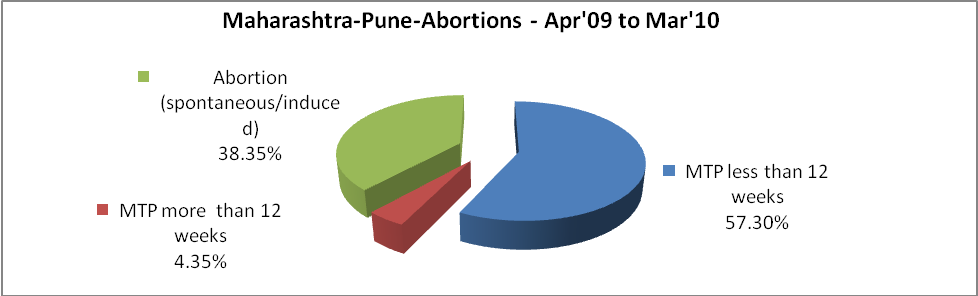 Maharashtra-Pune-Abortions - Apr'09 to Mar'10
Abortion
(spontaneous/induce
d)
38.35%
MTP less than 12
weeks
57.30%
MTP more than 12
weeks
4.35%